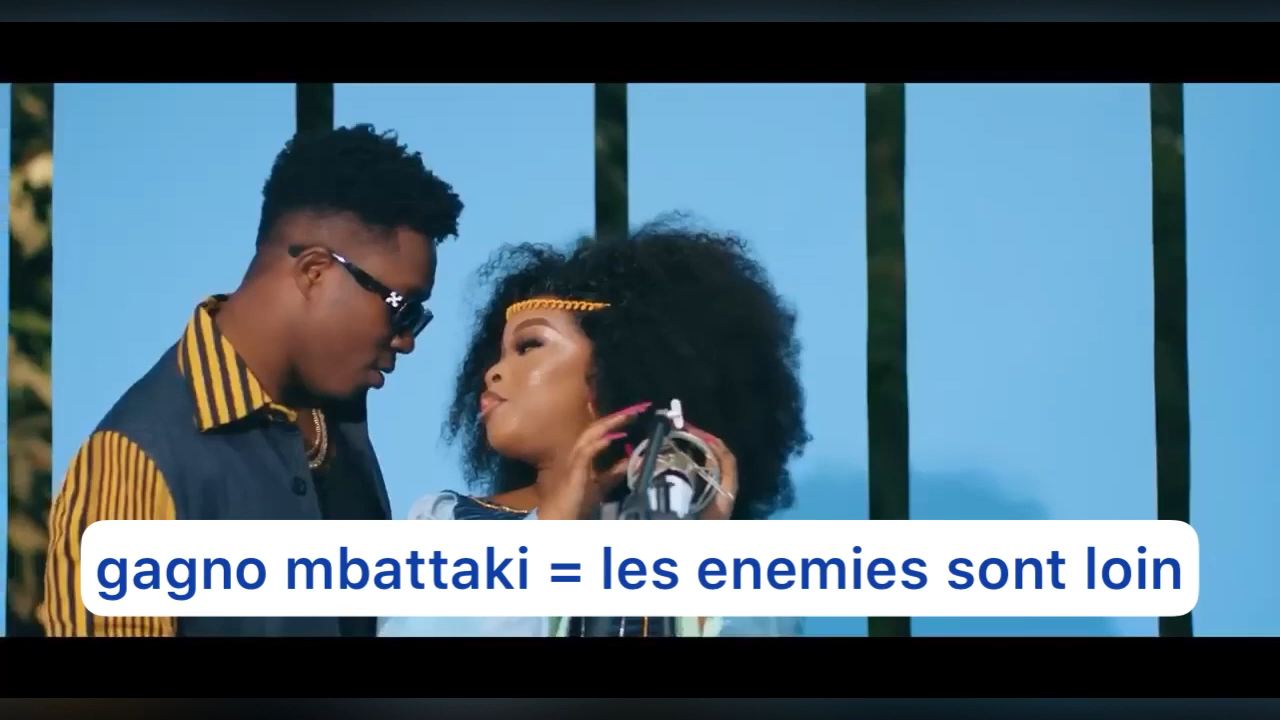 gagno mbattaki = les enemies sont loin